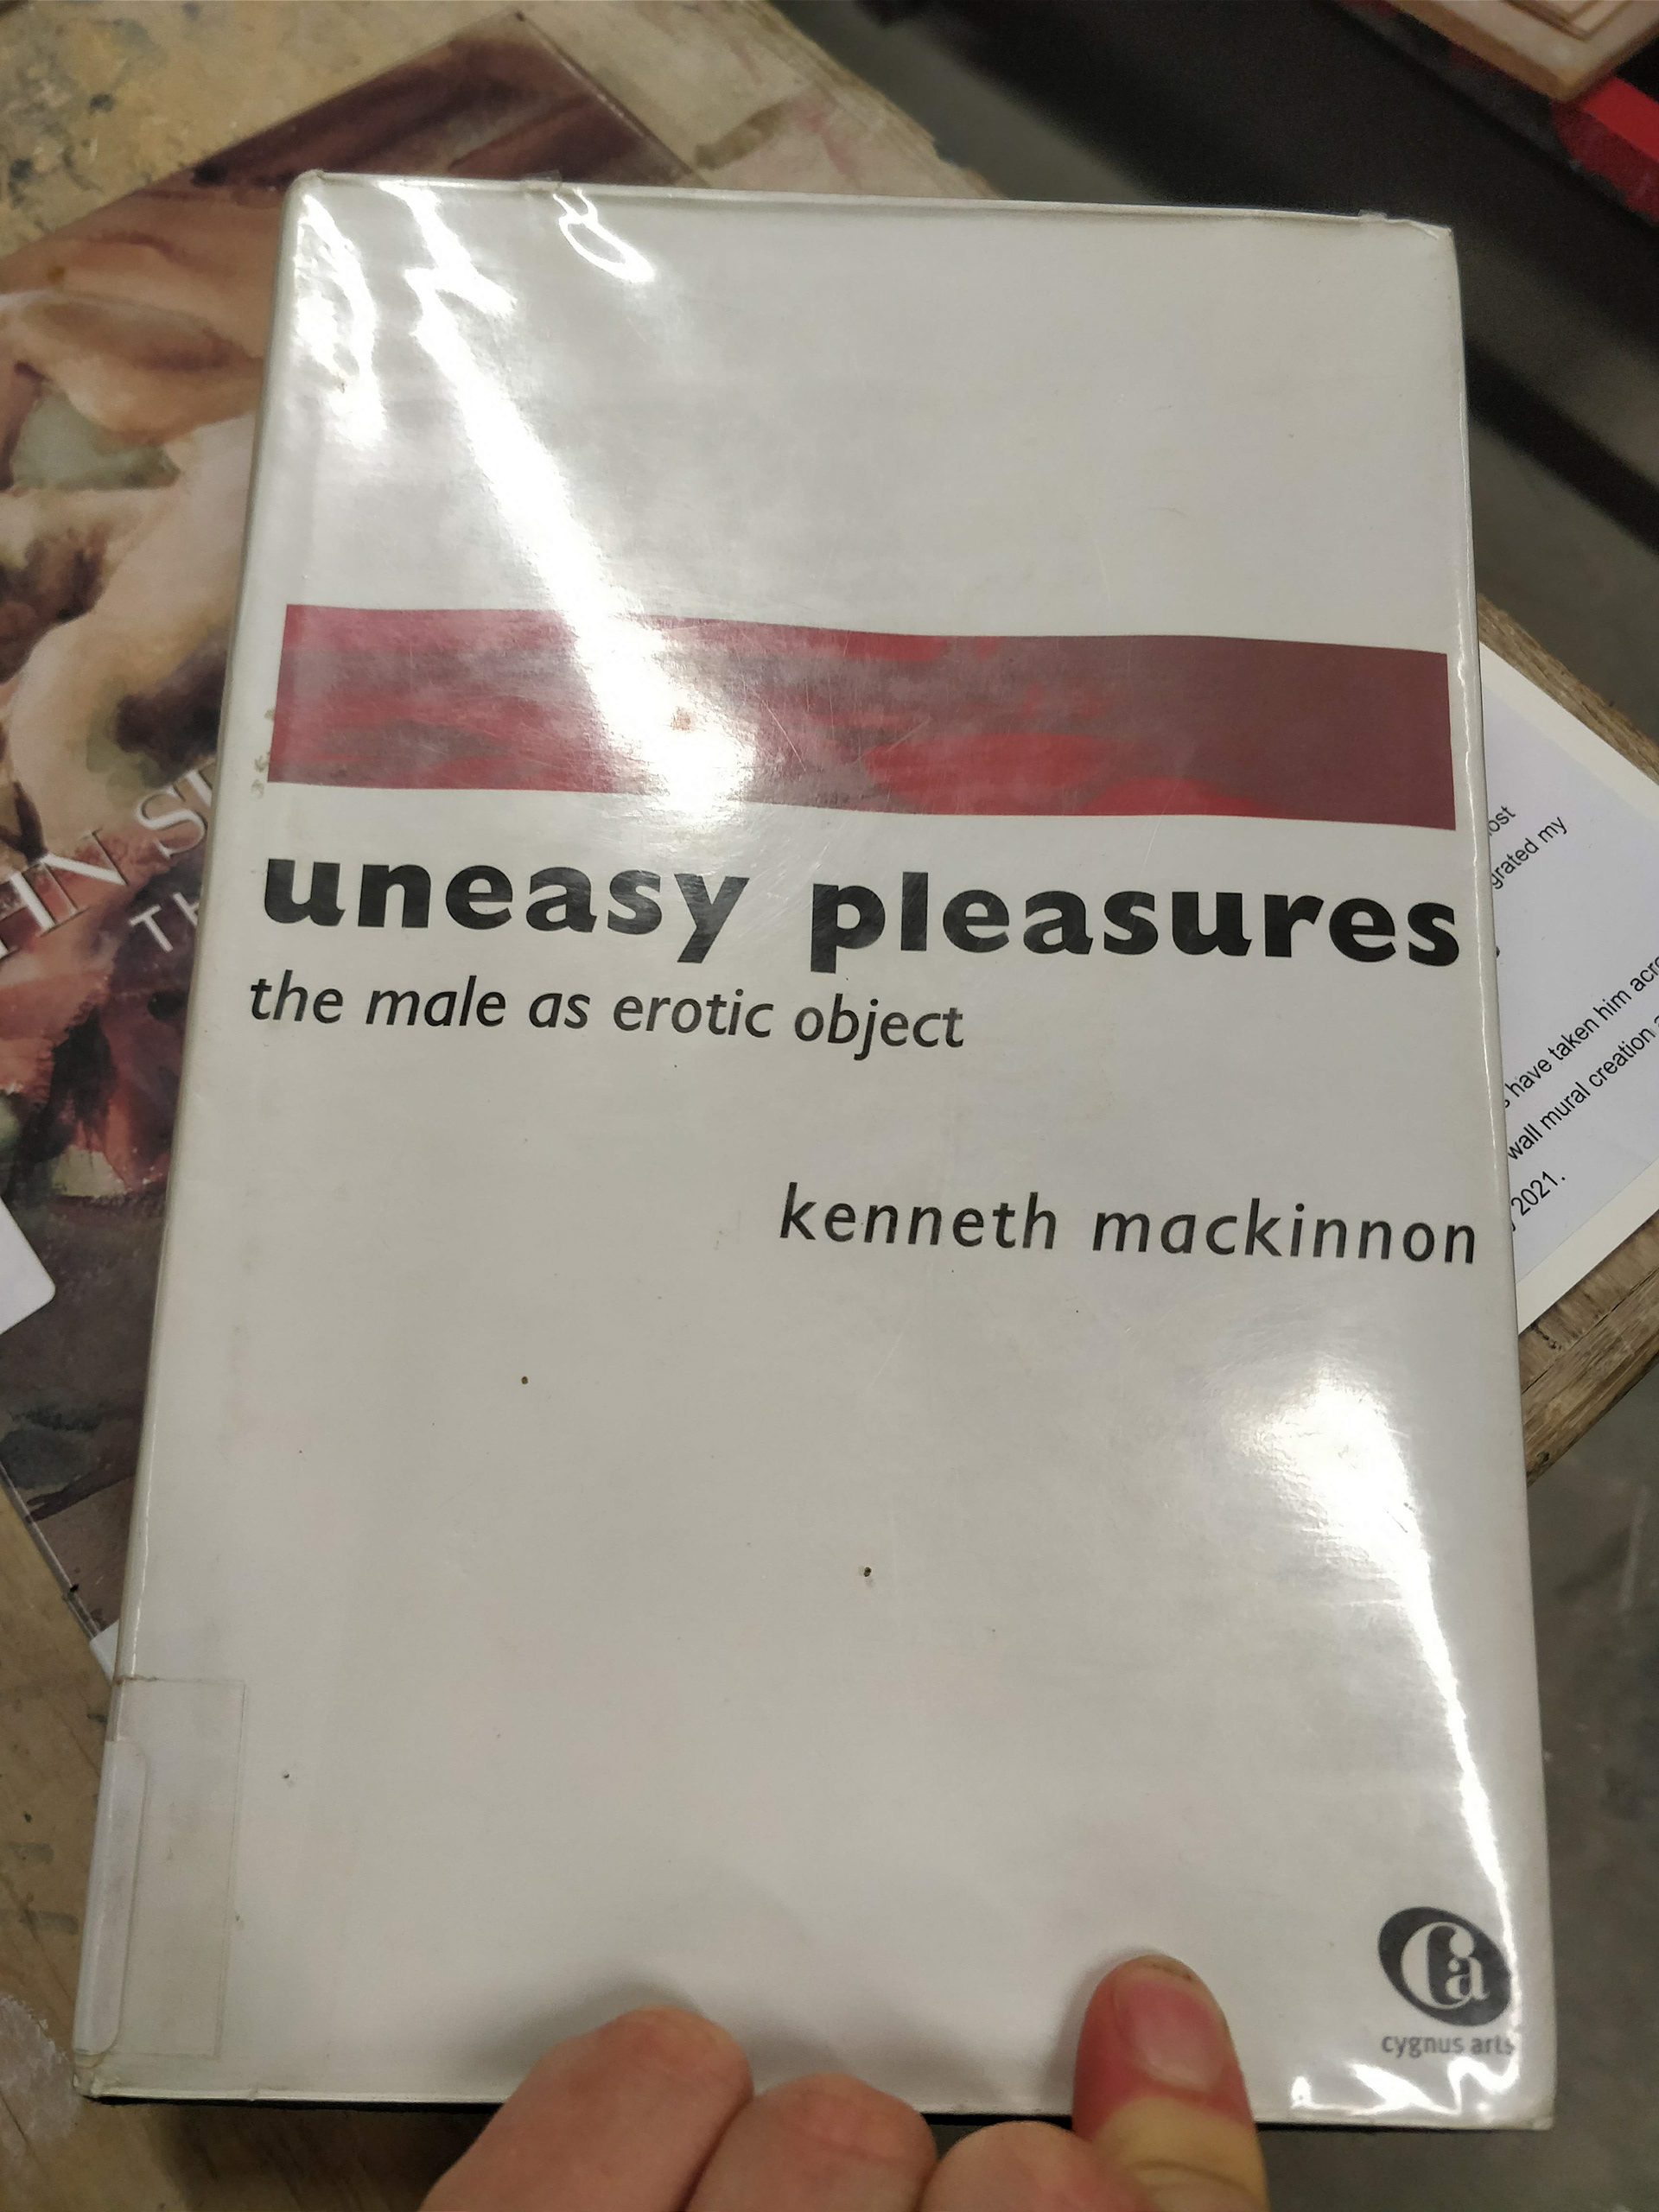 uneasy pleasures
the male as erotic object
kenneth mackinnon
Ca
cygnus arts
grated my
have taken him
wall mural creation
2021.